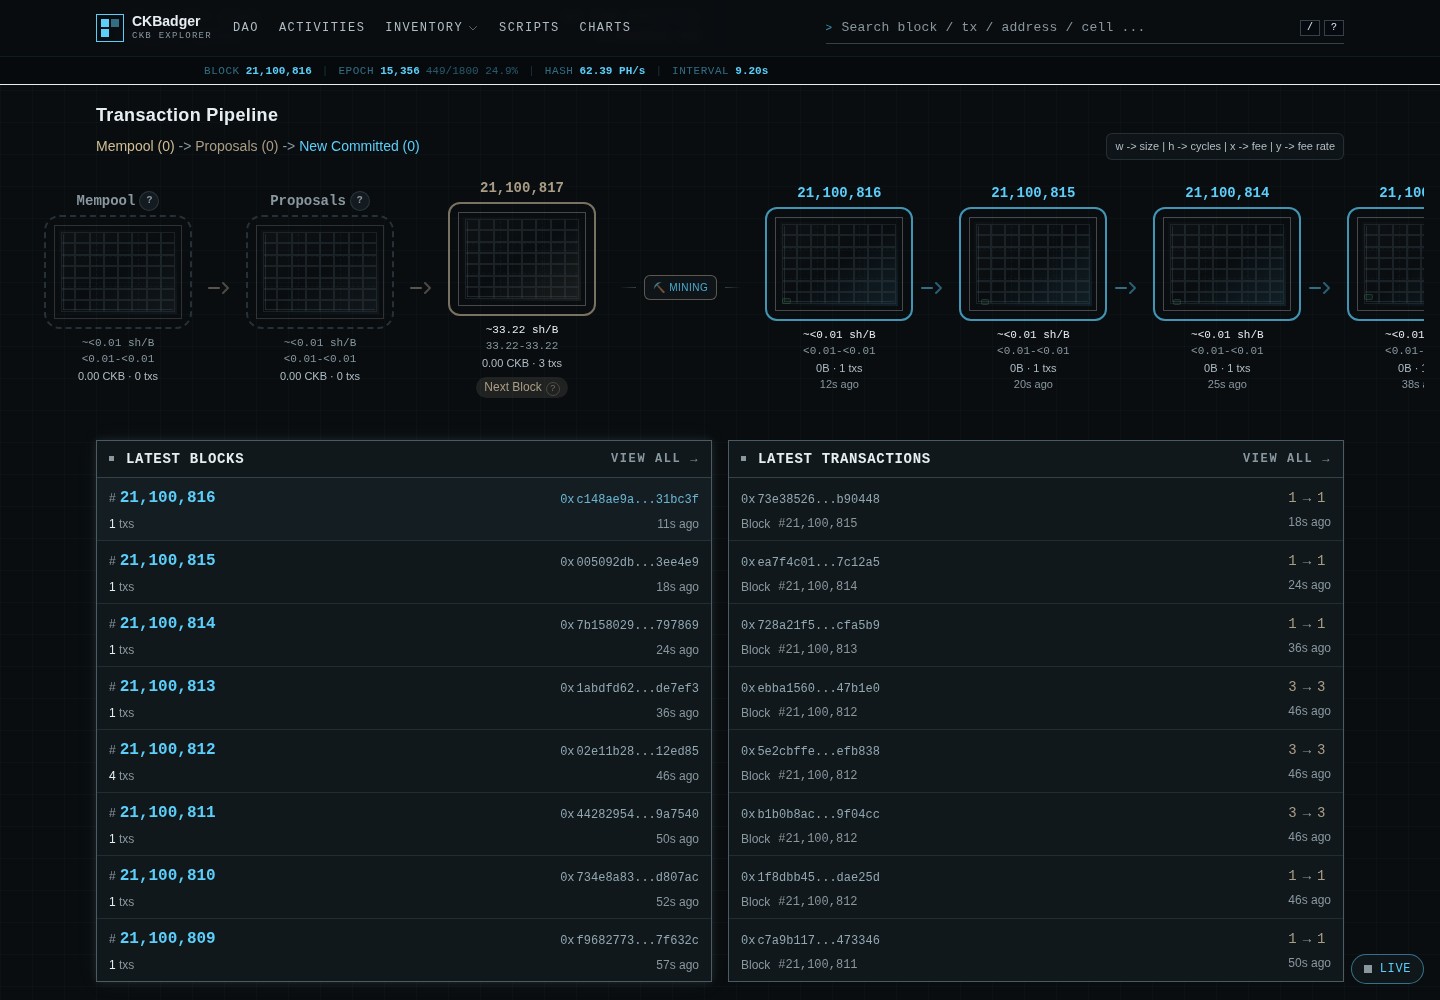 CKBadger
CKB EXPLORER
DAO ACTIVITIES INVENTORY SCRIPTS CHARTS
> Search block / tx / address / cell ... / ?
BLOCK 21,100,816 | EPOCH 15,356 449/1800 24.9% | HASH 62.39 PH/s | INTERVAL 9.20s
Transaction Pipeline
Mempool (0) -> Proposals (0) -> New Committed (0)
w -> size | h -> cycles | x -> fee | y -> fee rate
Mempool ?
~<0.01 sh/B
<0.01-<0.01
0.00 CKB · 0 txs
Proposals ?
~<0.01 sh/B
<0.01-<0.01
0.00 CKB · 0 txs
21,100,817
~33.22 sh/B
33.22-33.22
0.00 CKB · 3 txs
Next Block ?
MINING
21,100,816
~<0.01 sh/B
<0.01-<0.01
0B · 1 txs
12s ago
21,100,815
~<0.01 sh/B
<0.01-<0.01
0B · 1 txs
20s ago
21,100,814
~<0.01 sh/B
<0.01-<0.01
0B · 1 txs
25s ago
21,100
~<0.01
<0.01-
0B ·
38s
LATEST BLOCKS VIEW ALL →
# 21,100,816 0xc148ae9a...31bc3f
1 txs 11s ago
# 21,100,815 0x005092db...3ee4e9
1 txs 18s ago
# 21,100,814 0x7b158029...797869
1 txs 24s ago
# 21,100,813 0x1abdfd62...de7ef3
1 txs 36s ago
# 21,100,812 0x02e11b28...12ed85
4 txs 46s ago
# 21,100,811 0x44282954...9a7540
1 txs 50s ago
# 21,100,810 0x734e8a83...d807ac
1 txs 52s ago
# 21,100,809 0xf9682773...7f632c
1 txs 57s ago
LATEST TRANSACTIONS VIEW ALL →
0x73e38526...b90448 1 → 1
Block #21,100,815 18s ago
0xea7f4c01...7c12a5 1 → 1
Block #21,100,814 24s ago
0x728a21f5...cfa5b9 1 → 1
Block #21,100,813 36s ago
0xebba1560...47b1e0 3 → 3
Block #21,100,812 46s ago
0x5e2cbffe...efb838 3 → 3
Block #21,100,812 46s ago
0xb1b0b8ac...9f04cc 3 → 3
Block #21,100,812 46s ago
0x1f8dbb45...dae25d 1 → 1
Block #21,100,812 46s ago
0xc7a9b117...473346 1 → 1
Block #21,100,811 50s ago
LIVE